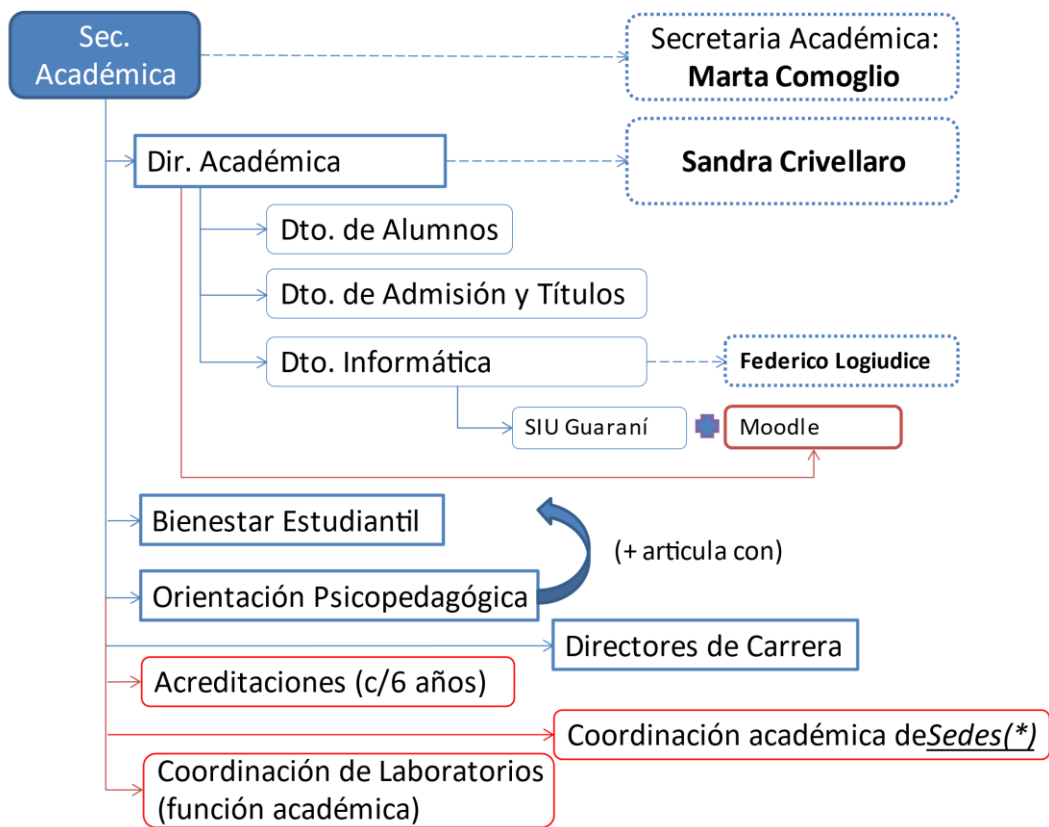 Sec.
Académica
Secretaria Académica:
Marta Comoglio
Dir. Académica
Sandra Crivellaro
Dto. de Alumnos
Dto. de Admisión y Títulos
Dto. Informática
Federico Logiudice
SIU Guaraní
Moodle
Bienestar Estudiantil
(+ articula con)
Orientación Psicopedagógica
Directores de Carrera
Acreditaciones (c/6 años)
Coordinación académica deSedes(*)
Coordinación de Laboratorios
(función académica)